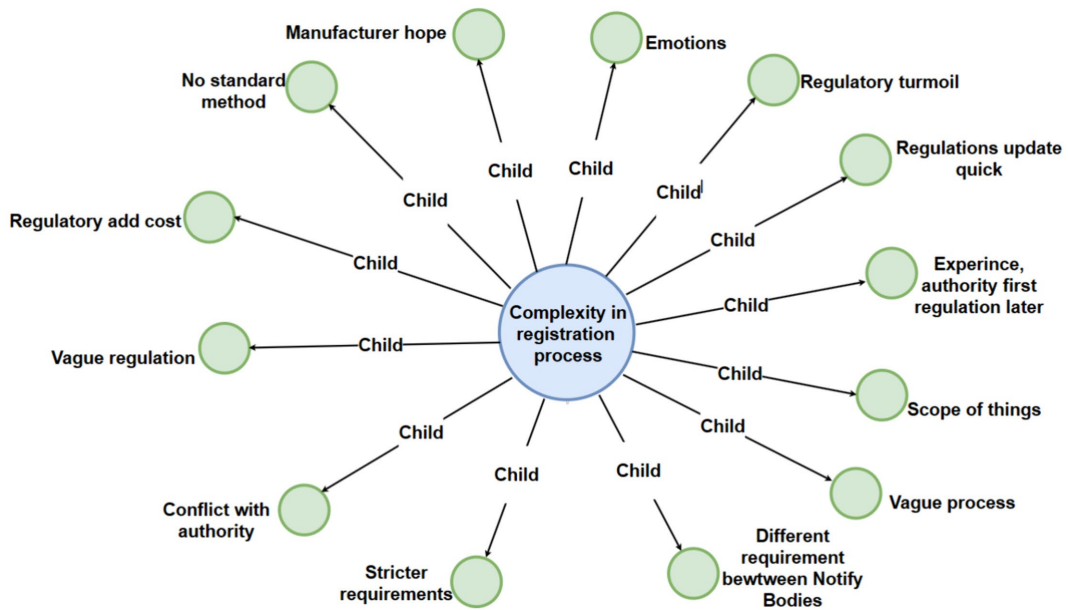 Manufacturer hope
Emotions
No standard
method
Regulatory turmoil
Regulations update
quick
Child
Child
Child
Child
Regulatory add cost
Child
Child
Experince,
authority first
regulation later
Child
Complexity in
registration
process
Vague regulation
Child
Child
Scope of things
Child
Child
Vague process
Child
Child
Conflict with
authority
Stricter
requirements
Different
requirement
bewtween Notify
Bodies